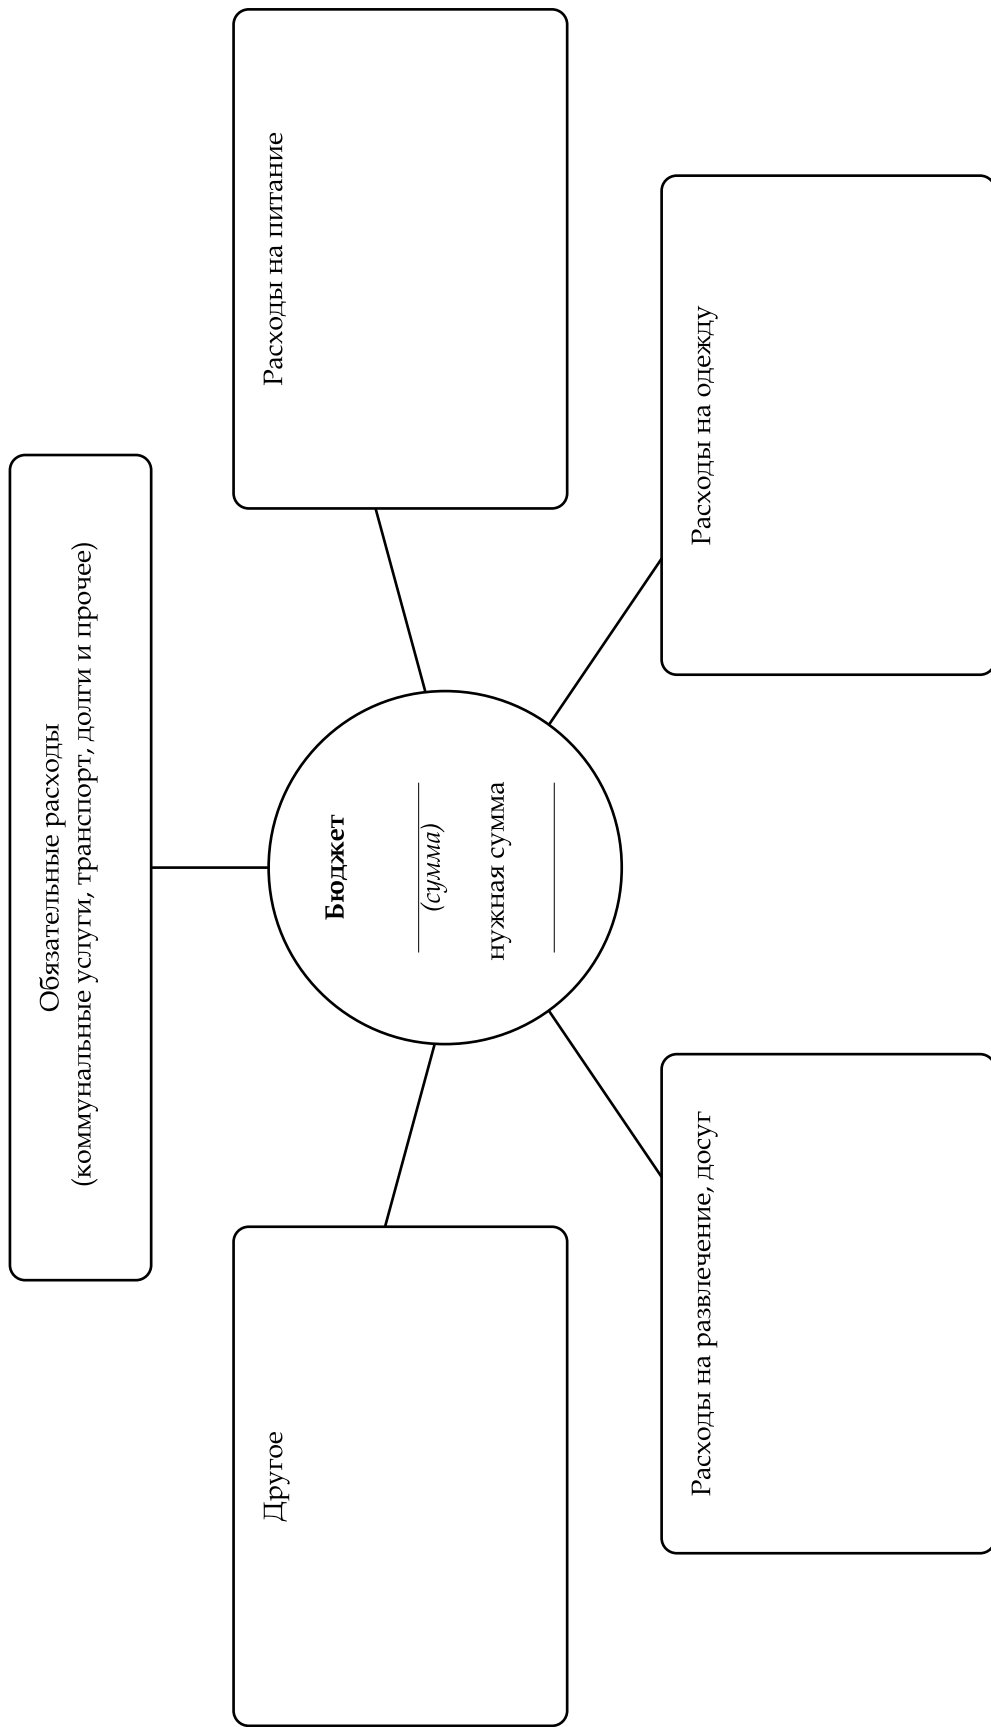 Обязательные расходы
(коммунальные услуги, транспорт, долги и прочее)
Другое
Бюджет
(сумма)
нужная сумма
Расходы на питание
Расходы на развлечение, досуг
Расходы на одежду